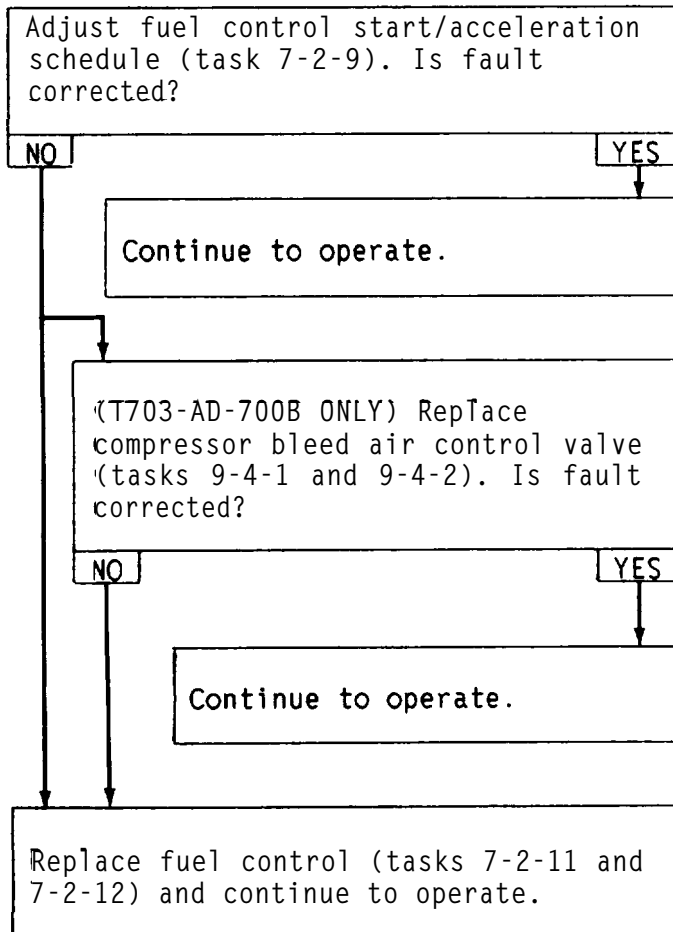 Adjust fuel control start/acceleration
schedule (task 7-2-9). Is fault
corrected?
NO
YES
Continue to operate.
(T703-AD-700B ONLY) Replace
compressor bleed air control valve
(tasks 9-4-1 and 9-4-2). Is fault
corrected?
NO
YES
Continue to operate.
Replace fuel control (tasks 7-2-11 and
7-2-12) and continue to operate.